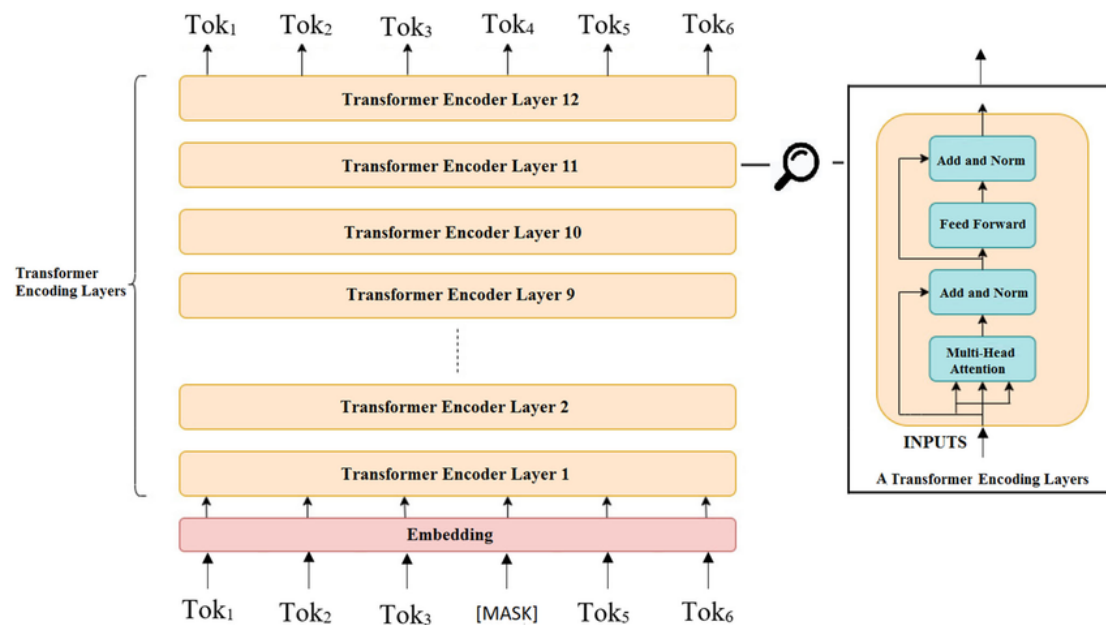 Tok1 Tok2 Tok3 Tok4 Tok5 Tok6
Transformer Encoder Layer 12
Transformer Encoder Layer 11
Transformer Encoder Layer 10
Transformer Encoder Layer 9
Transformer Encoder Layer 2
Transformer Encoder Layer 1
Embedding
Tok1 Tok2 Tok3 [MASK] Tok5 Tok6
Transformer
Encoding Layers
Add and Norm
Feed Forward
Add and Norm
Multi-Head
Attention
INPUTS
A Transformer Encoding Layers